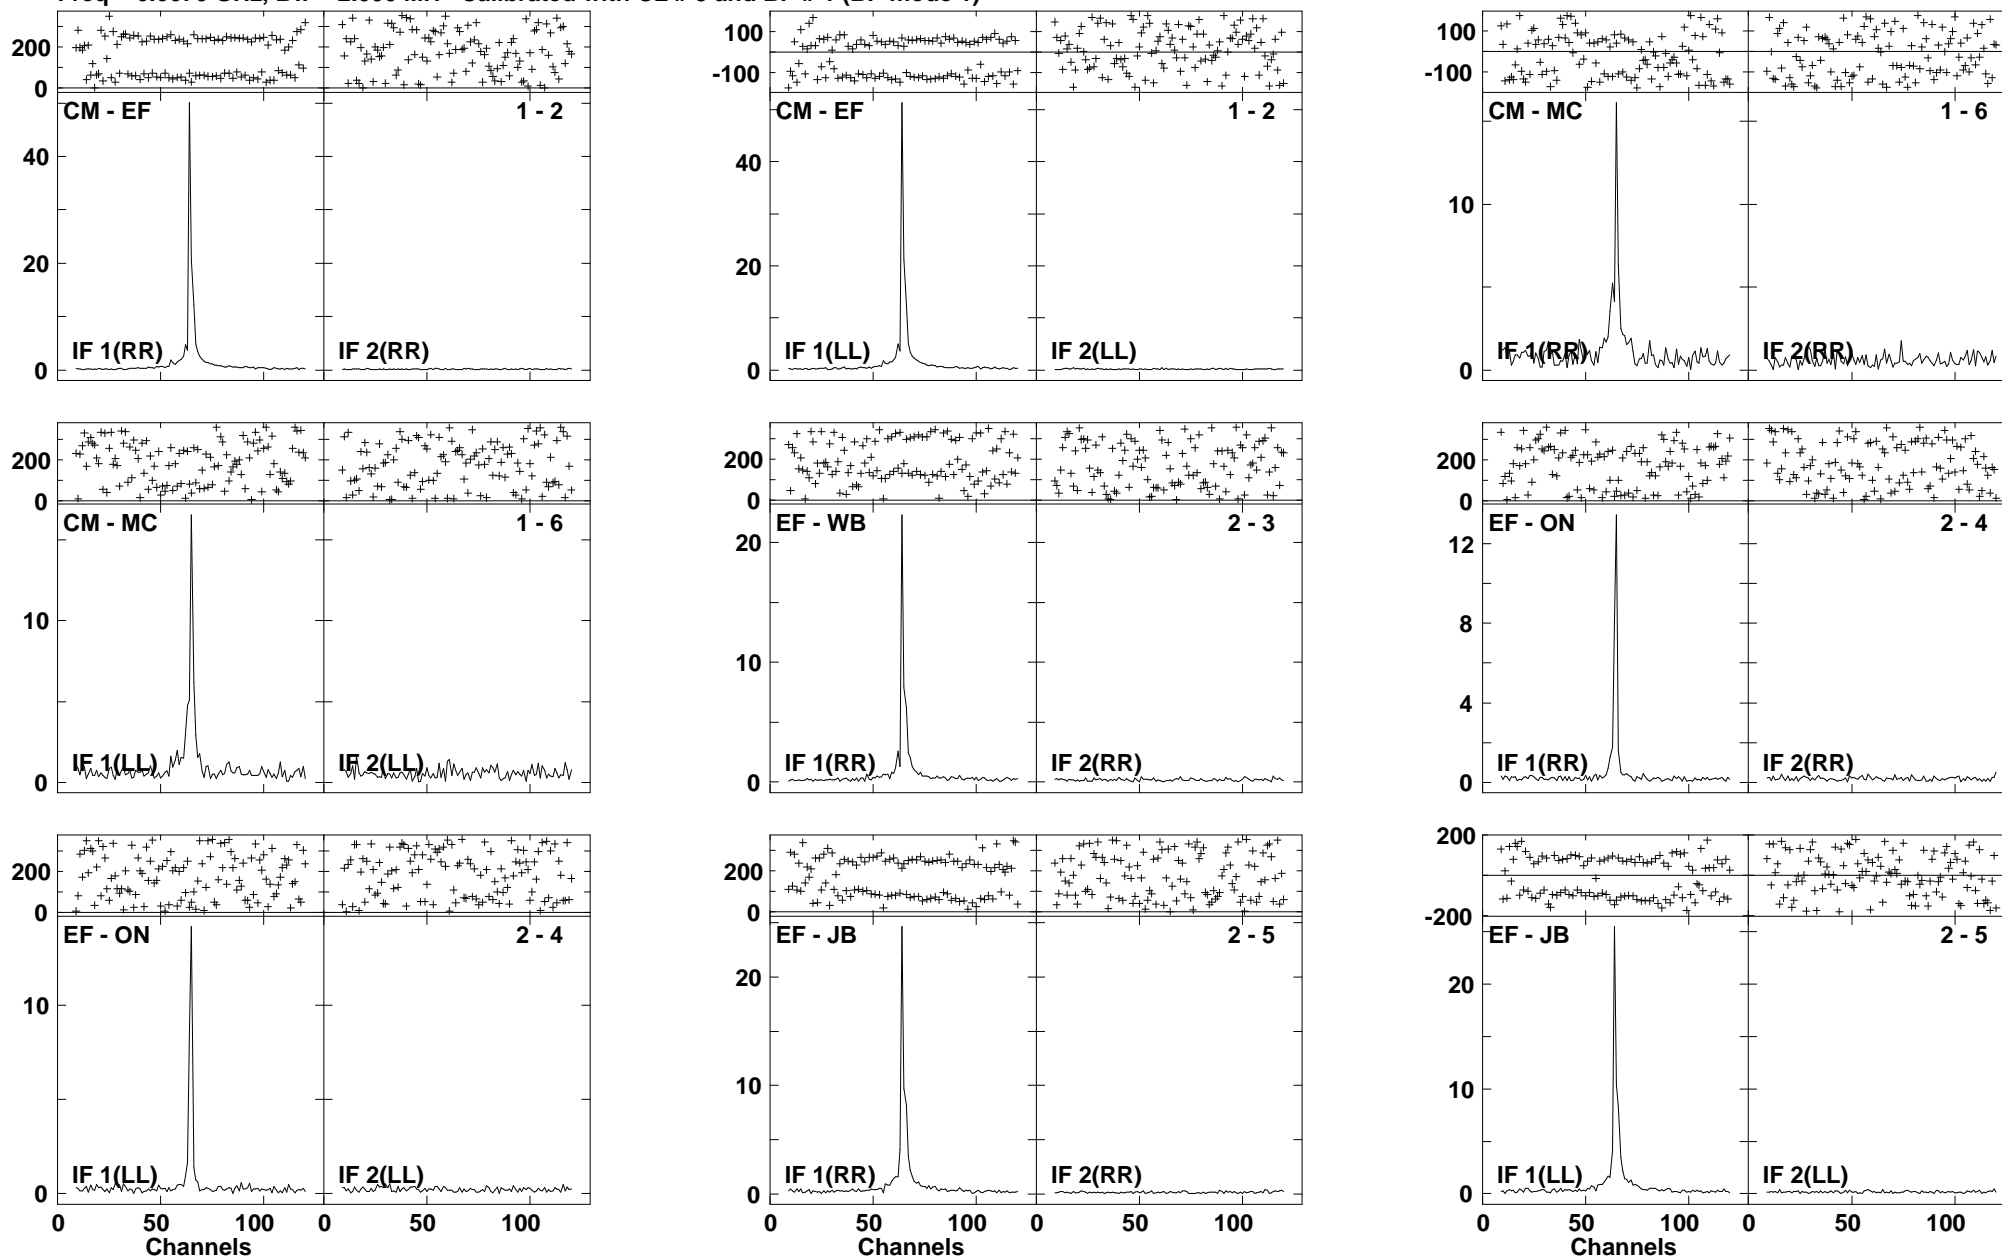 200
0
100
-100
100
-100
CM - EF
1 - 2
CM - EF
1 - 2
CM - MC
1 - 6
40
20
0
40
20
0
10
0
IF 1(RR)
IF 2(RR)
IF 1(LL)
IF 2(LL)
IF 1(RR)
IF 2(RR)
200
0
200
0
200
0
CM - MC
1 - 6
EF - WB
2 - 3
EF - ON
2 - 4
10
0
20
10
0
12
8
4
0
IF 1(LL)
IF 2(LL)
IF 1(RR)
IF 2(RR)
IF 1(RR)
IF 2(RR)
200
0
200
0
200
-200
EF - ON
2 - 4
EF - JB
2 - 5
EF - JB
2 - 5
10
0
20
10
0
20
10
0
IF 1(LL)
IF 2(LL)
IF 1(RR)
IF 2(RR)
IF 1(LL)
IF 2(LL)
0 50 100 0 50 100
0 50 100 0 50 100
0 50 100 0 50 100
Channels
Channels
Channels